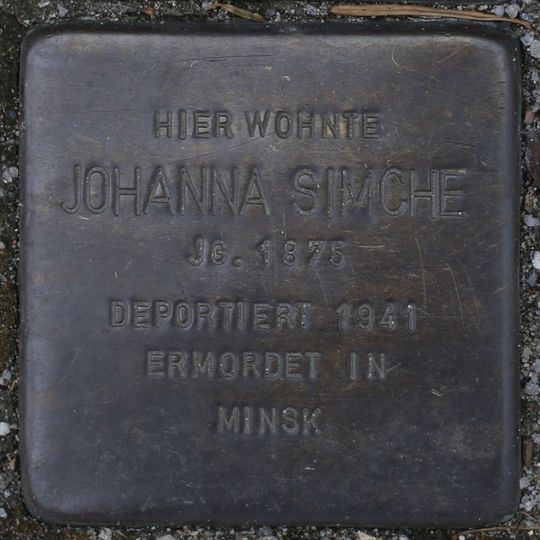 HIER WOHNTE
JOHANNA SIMCHE
JG. 1875
DEPORTIERT 1941
ERMORDET IN
MINSK